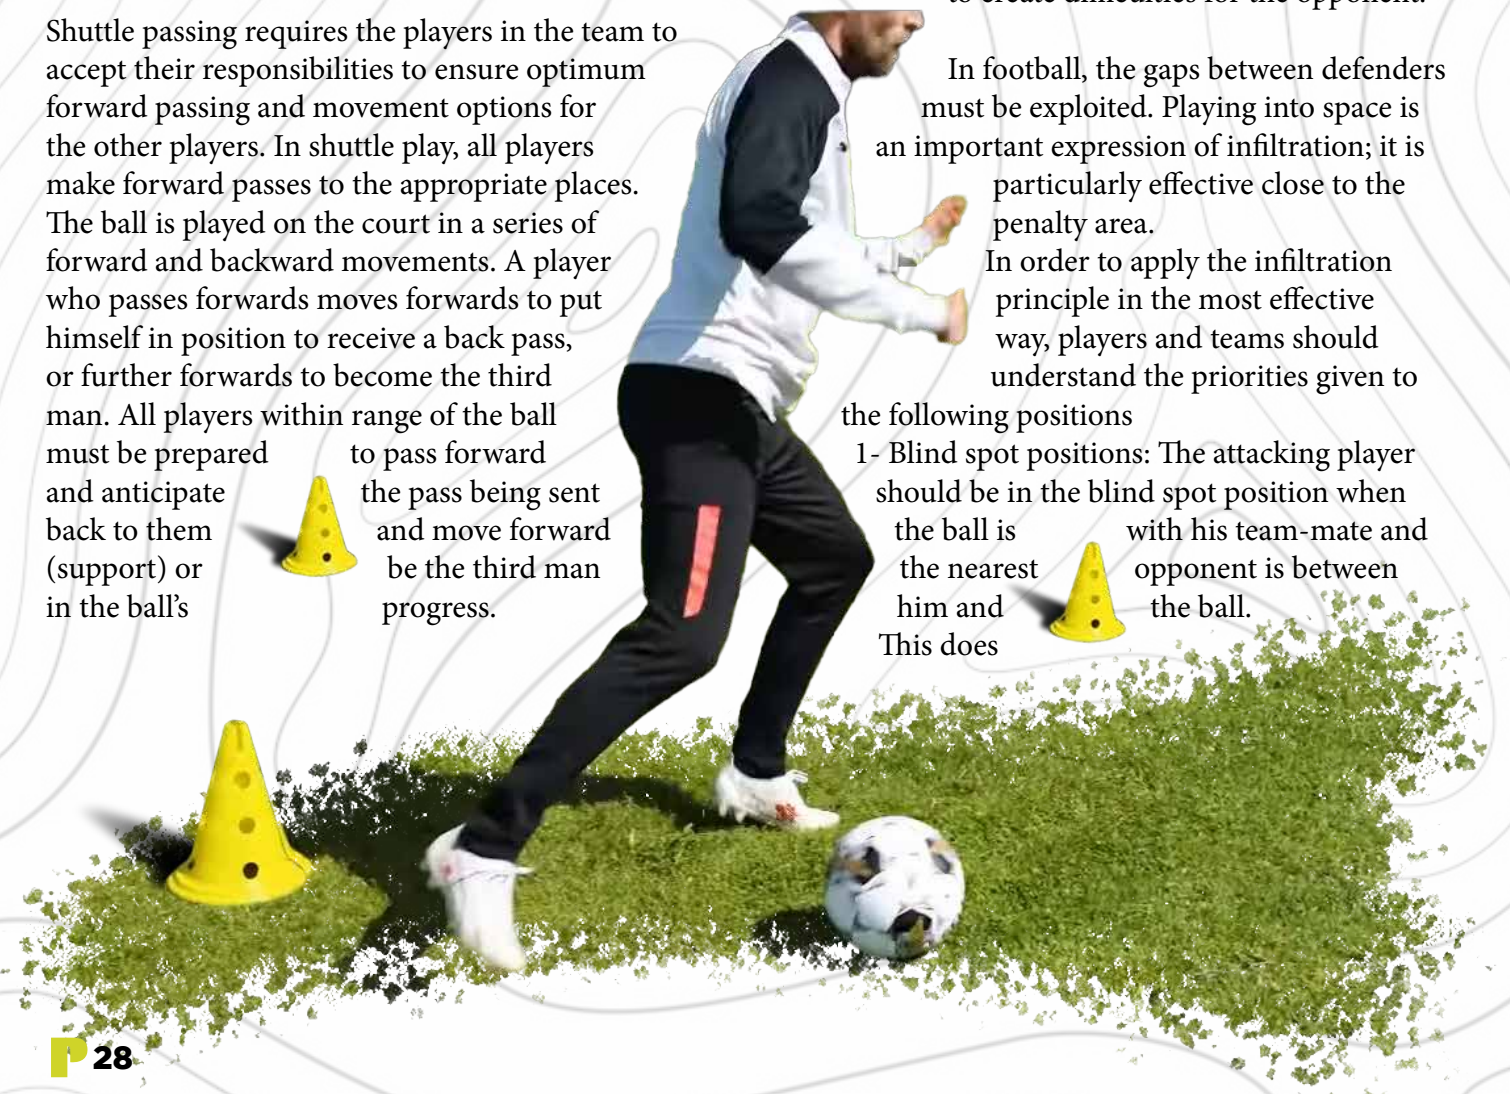 Shuttle passing requires the players in the team to
accept their responsibilities to ensure optimum
forward passing and movement options for
the other players. In shuttle play, all players
make forward passes to the appropriate places.
The ball is played on the court in a series of
forward and backward movements. A player
who passes forwards moves forwards to put
himself in position to receive a back pass,
or further forwards to become the third
man. All players within range of the ball
must be prepared to pass forward
and anticipate the pass being sent
back to them and move forward
(support) or be the third man
in the ball's progress.
to create difficulties for the opponent.
In football, the gaps between defenders
must be exploited. Playing into space is
an important expression of infiltration; it is
particularly effective close to the
penalty area.
In order to apply the infiltration
principle in the most effective
way, players and teams should
understand the priorities given to
the following positions
1- Blind spot positions: The attacking player
should be in the blind spot position when
the ball is with his team-mate and
the nearest opponent is between
him and the ball.
This does
P 28